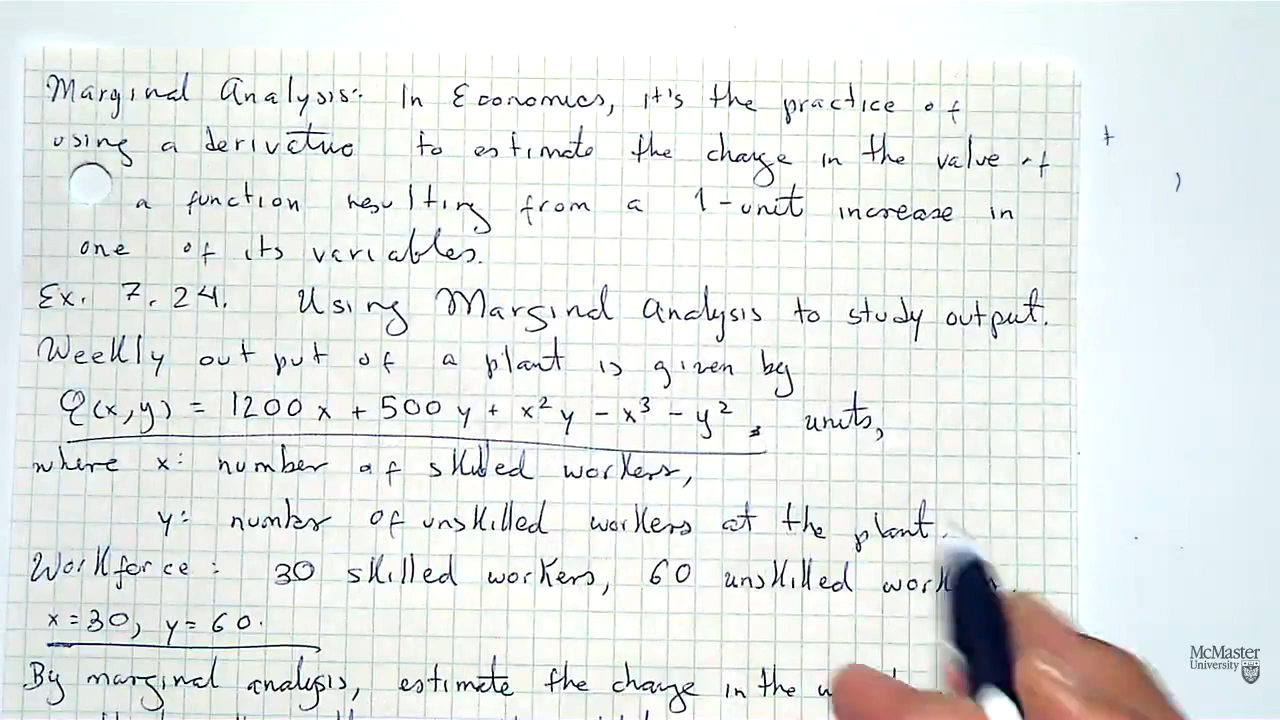 Marginal Analysis: In Economics, it's the practice of
using a derivative to estimate the change in the value of
a function resulting from a 1-unit increase in
one of its variables.
Ex. 7.24. Using Marginal Analysis to study output.
Weekly output of a plant is given by
Q(x,y) = 1200x + 500y + x²y - x³ - y². units,
where x: number of skilled workers,
y: number of unskilled workers at the plant.
Workforce: 30 skilled workers, 60 unskilled
x=30, y=60.
By marginal analysis, estimate the change in the
McMaster
University